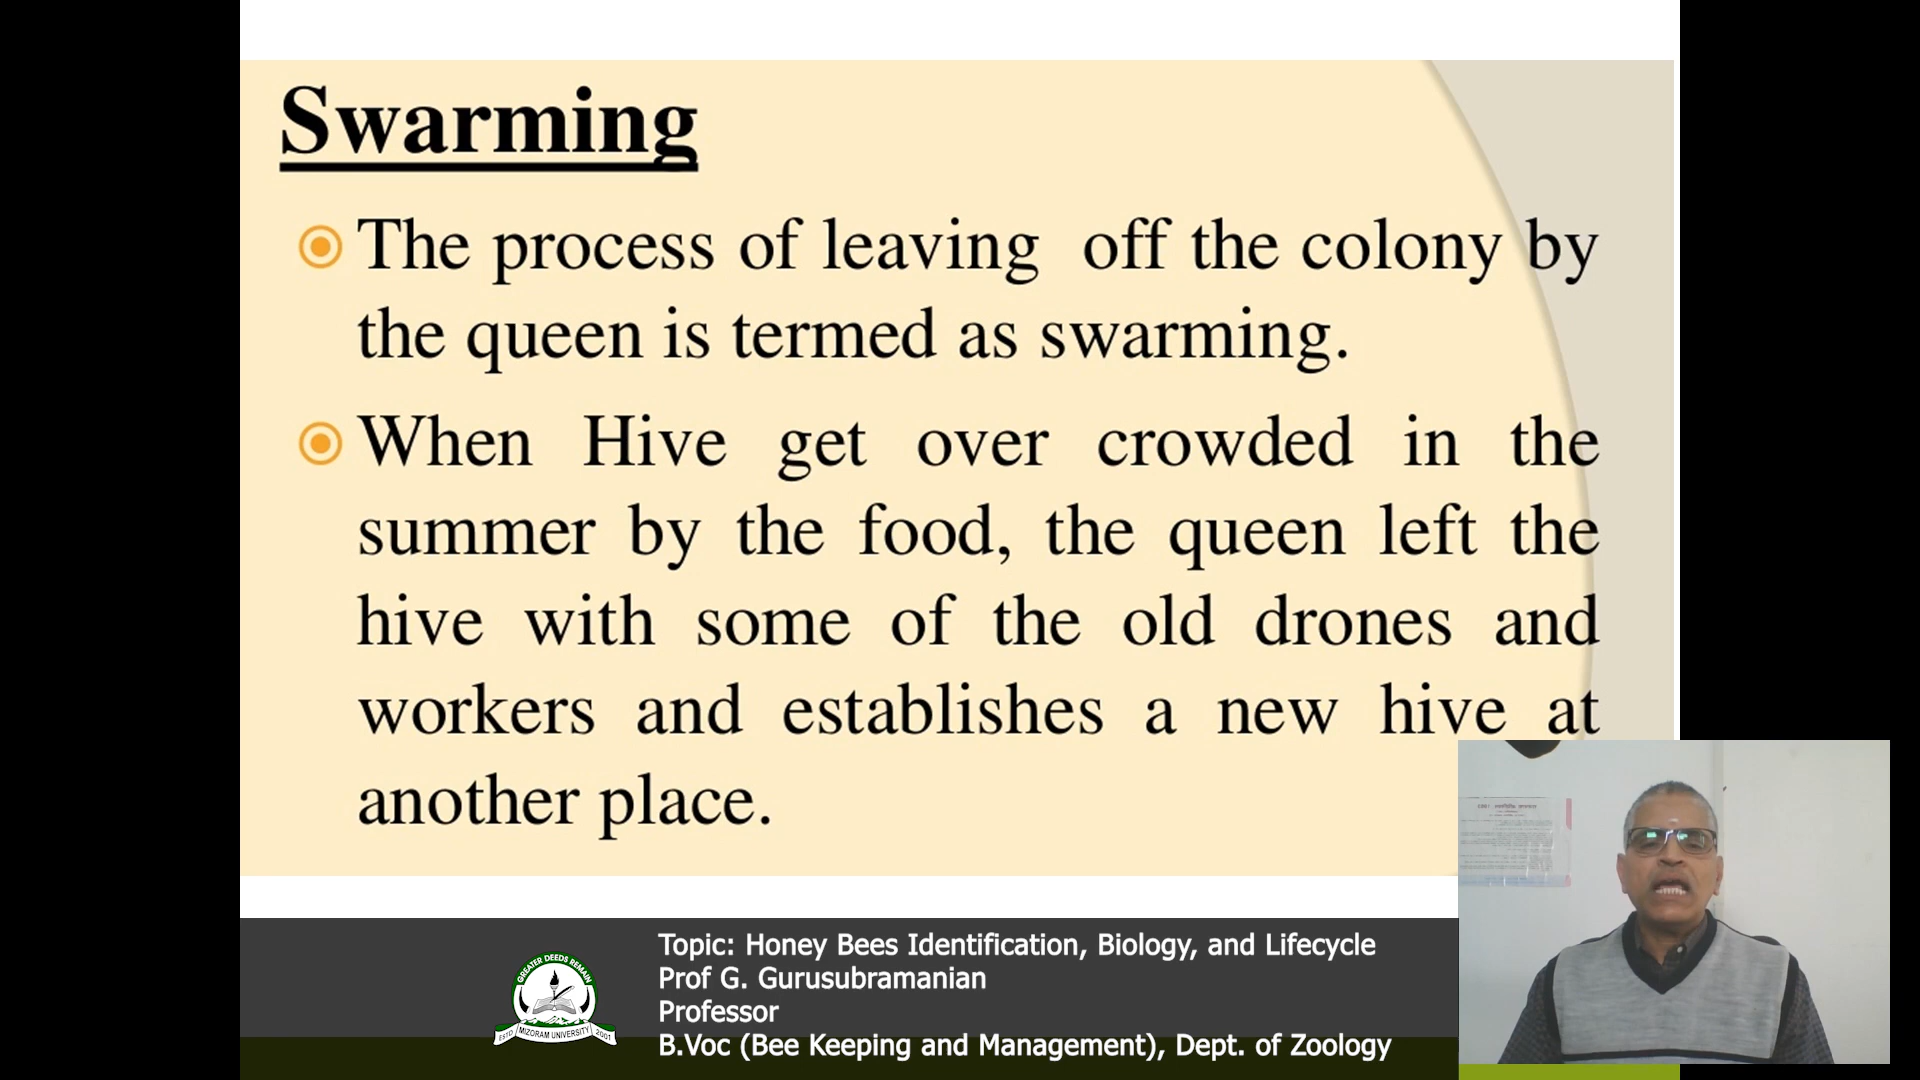 Swarming
The process of leaving off the colony by
the queen is termed as swarming.
When Hive get over crowded in the
summer by the food, the queen left the
hive with some of the old drones and
workers and establishes a new hive at
another place.
GREATER DEEDS REMAIN
ESTD MIZORAM UNIVERSITY 2001
Topic: Honey Bees Identification, Biology, and Lifecycle
Prof G. Gurusubramanian
Professor
B.Voc (Bee Keeping and Management), Dept. of Zoology